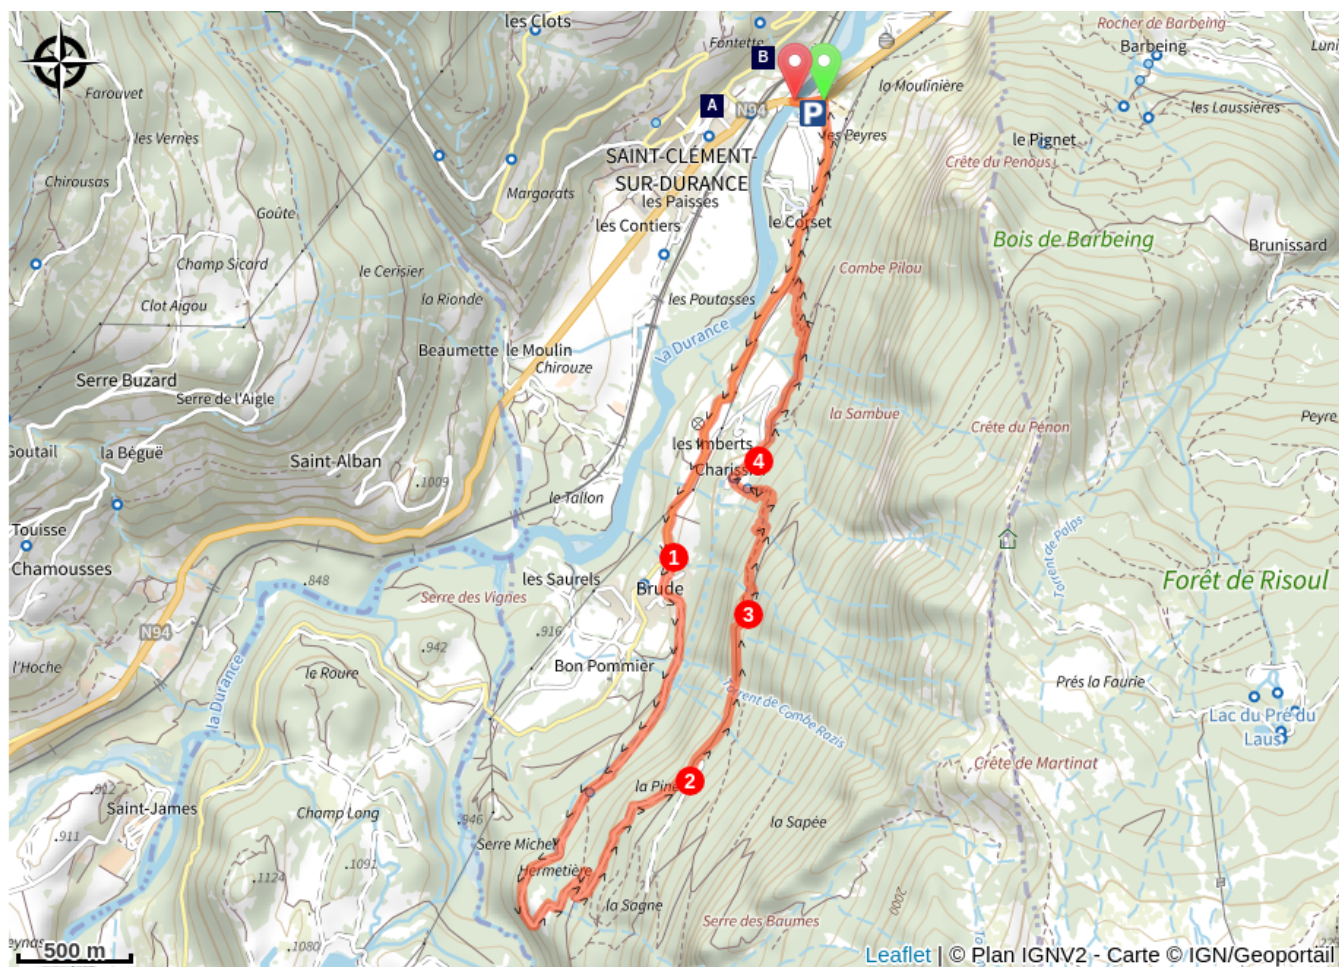 les Clots
Rocher de Barbeing
Fontette
B
Barbeing
Farouvet
A
N94
P
la Moulinière
les Laussières
les Vernes
les Peyres
le Pignet
SAINT-CLÉMENT-
SUR-DURANCE
Crête du Penous
Chirousas
Margarats
les Paisses
Goûte
les Contiers
le Corset
Bois de Barbeing
Brunissard
Champ Sicard
le Cerisier
Combe Pilou
Clot Aigou
la Rionde
les Poutasses
la Durance
Beaumette
le Moulin
Chirouze
Serre Buzard
Serre de l'Aigle
la Sambue
Crête du Pénon
Peyre
les Imberts
la Béguë
Saint-Alban
4
.1009
le Tallon
Touisse
Torrent de Palps
Chamousses
1
.848
les Saurels
Brude
Forêt de Risoul
Serre des Vignes
3
N94
.916
.942
l'Hoche
le Roure
Bon Pommier
la Durance
Torrent de Combe Razis
Prés la Faurie
Lac du Pré du
Laus
Crête de Martinat
2
.912
Saint-James
Champ Long
.946
la Sapée
.911
Serre Michel
.1091
Hermetière
.1124
la Sagne
2000
Serre des Baumes
.1080
500 m
Leaflet | © Plan IGNV2 - Carte © IGN/Geoportail